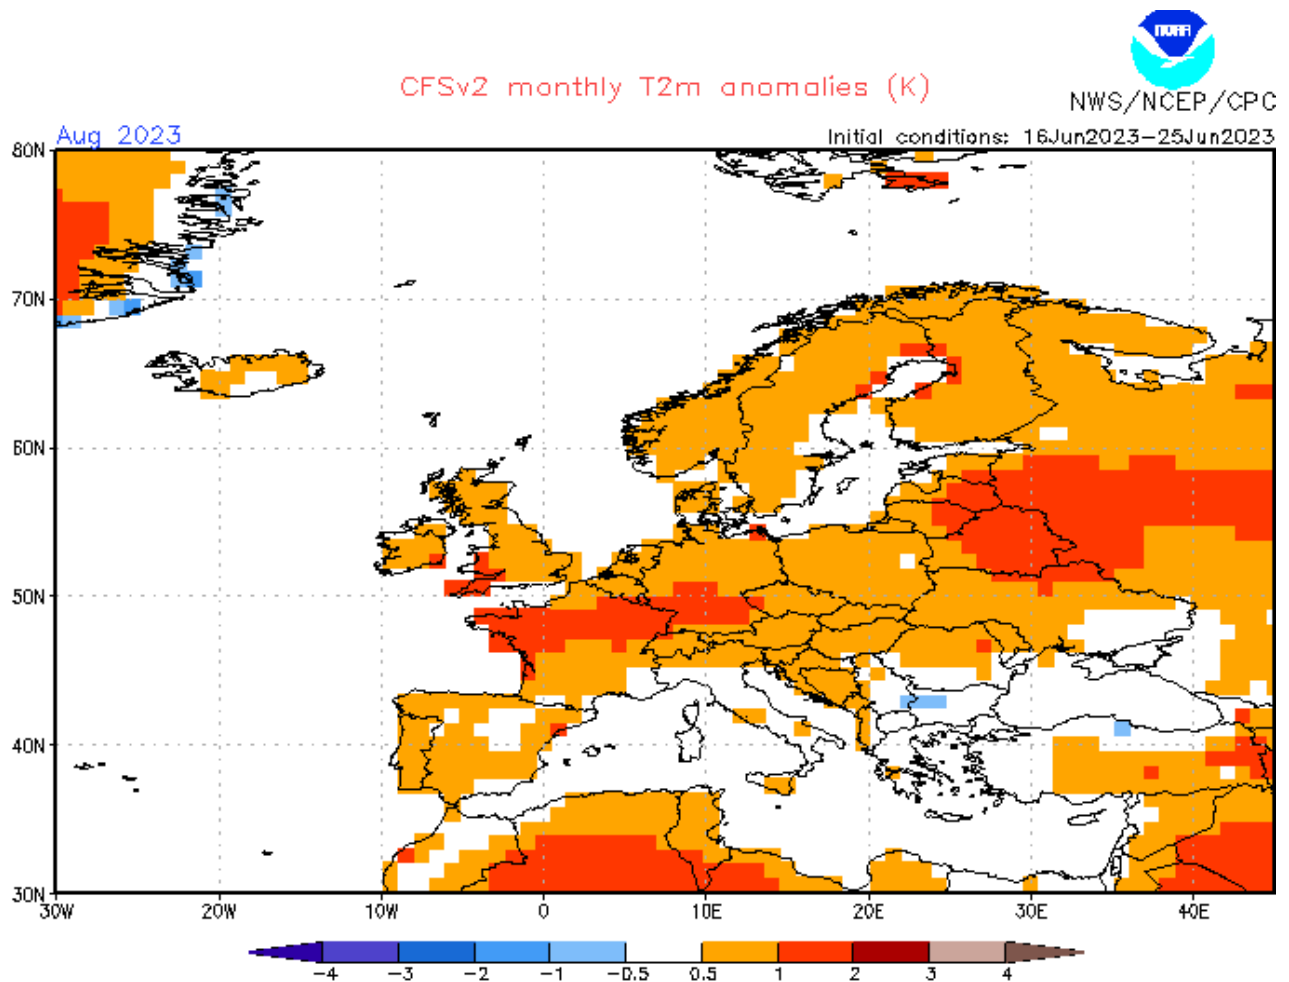 NOAA
CFSv2 monthly T2m anomalies (K)
NWS/NCEP/CPC
Aug 2023
Initial conditions: 16Jun2023-25Jun2023
80N
70N
60N
50N
40N
30N
30W 20W 10W 0 10E 20E 30E 40E
-4 -3 -2 -1 -0.5 0.5 1 2 3 4